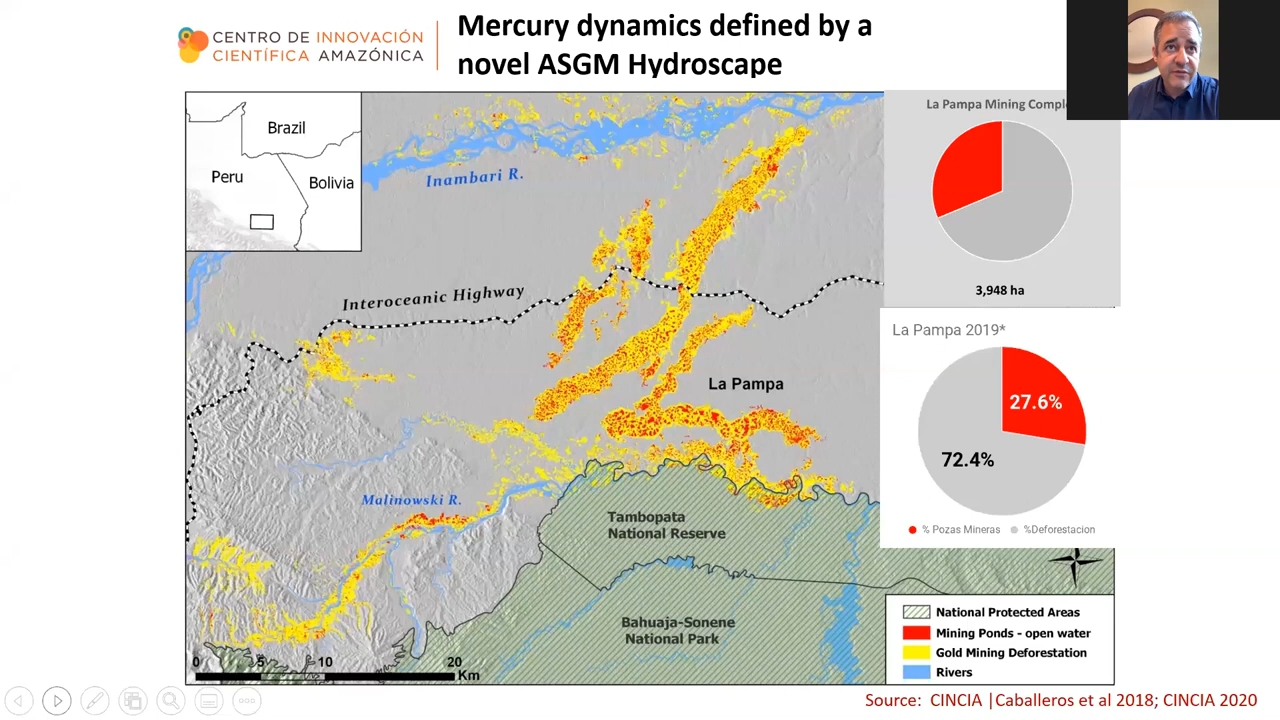 CENTRO DE INNOVACIÓN
CIENTÍFICA AMAZÓNICA
Mercury dynamics defined by a
novel ASGM Hydroscape
Brazil
Peru
Bolivia
Inambari R.
Interoceanic Highway
La Pampa
Malinowski R.
Tambopata
National Reserve
Bahuaja-Sonene
National Park
0 5 10 20
Km
La Pampa Mining Comple
3,948 ha
La Pampa 2019*
27.6%
72.4%
% Pozas Mineras %Deforestacion
National Protected Areas
Mining Ponds - open water
Gold Mining Deforestation
Rivers
Source: CINCIA |Caballeros et al 2018; CINCIA 2020